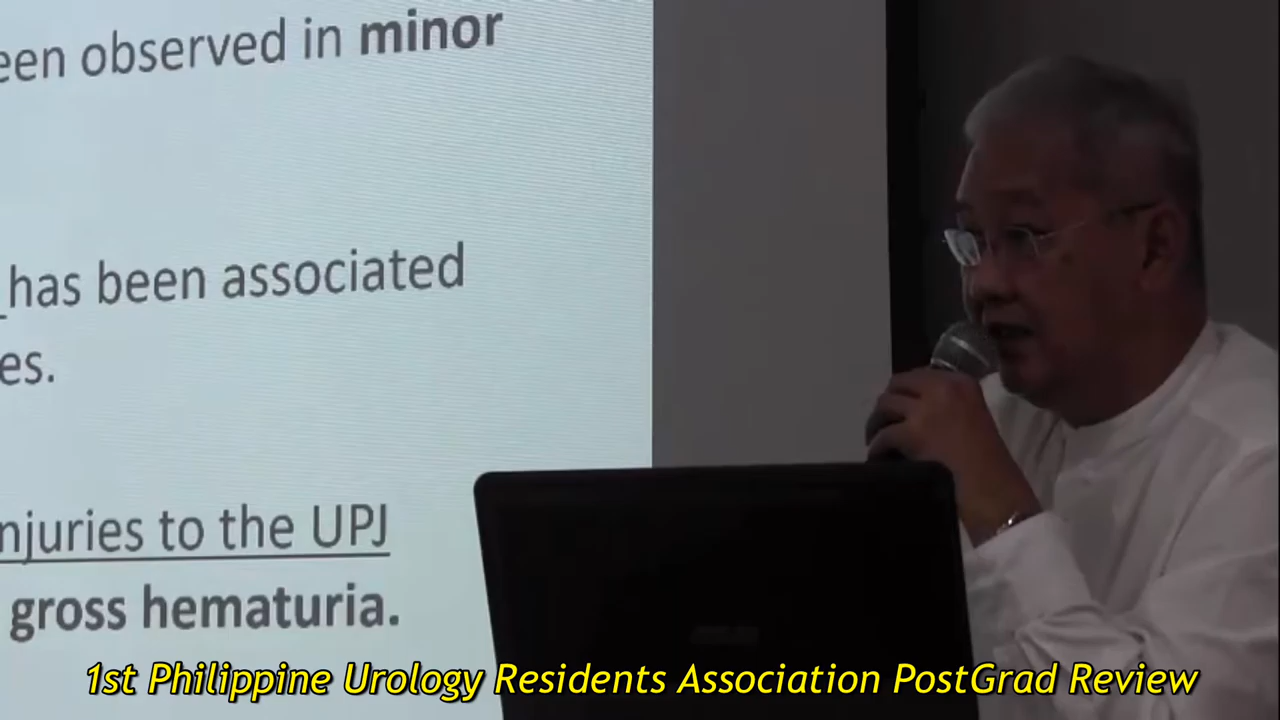 een observed in minor
has been associated
es.
njuries to the UPJ
gross hematuria.
1st Philippine Urology Residents Association PostGrad Review